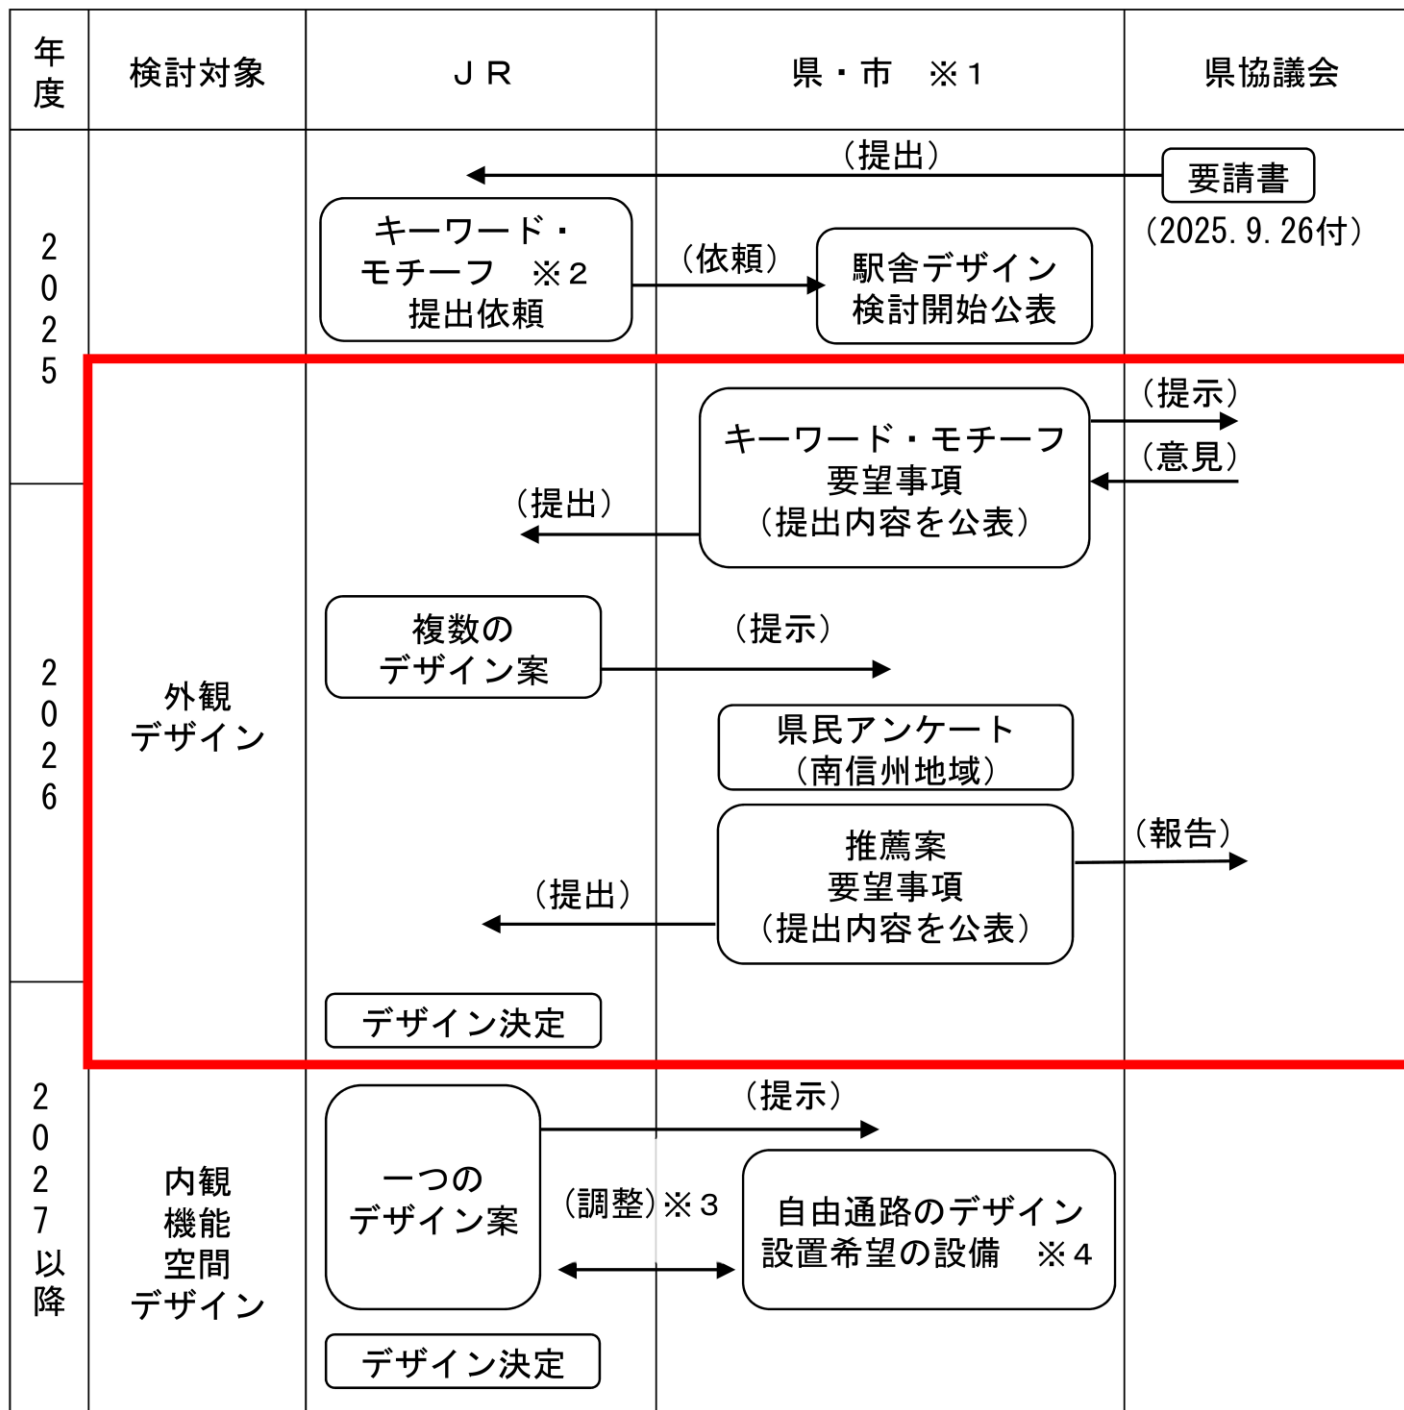 年度
検討対象
ＪＲ
県・市　※１
県協議会
2025
（提出）
要請書
（2025.9.26付）
キーワード・
モチーフ　※２
提出依頼
（依頼）
駅舎デザイン
検討開始公表
外観
デザイン
キーワード・モチーフ
要望事項
（提出内容を公表）
（提示）
（意見）
（提出）
2026
複数の
デザイン案
（提示）
県民アンケート
（南信州地域）
推薦案
要望事項
（提出内容を公表）
（報告）
（提出）
デザイン決定
2027以降
内観
機能
空間
デザイン
一つの
デザイン案
（提示）
（調整）※３
自由通路のデザイン
設置希望の設備　※４
デザイン決定